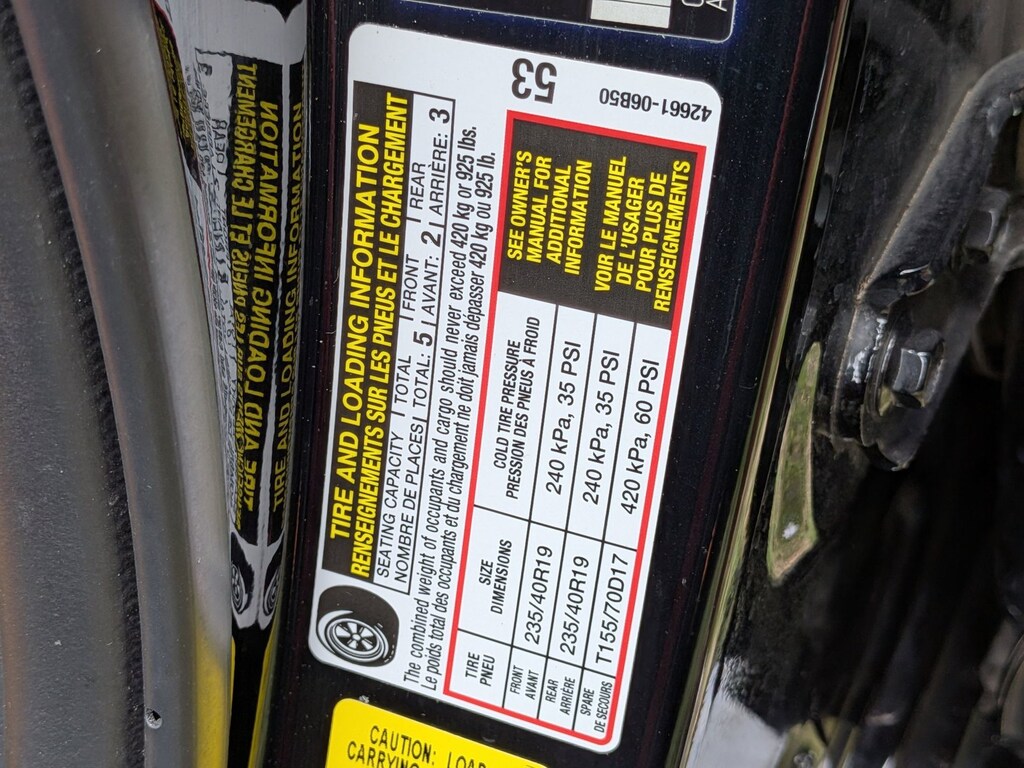 TIRE AND LOADING INFORMATION
RENSEIGNEMENTS SUR LES PNEUS ET LE CHARGEMENT
SEATING CAPACITY | TOTAL | FRONT | REAR
NOMBRE DE PLACES | TOTAL: 5 | AVANT: 2 | ARRIÈRE: 3
The combined weight of occupants and cargo should never exceed 420 kg or 925 lbs.
Le poids total des occupants et du chargement ne doit jamais dépasser 420 kg ou 925 lb.
TIRE
PNEU
SIZE
DIMENSIONS
COLD TIRE PRESSURE
PRESSION DES PNEUS À FROID
FRONT
AVANT
235/40R19
240 kPa, 35 PSI
REAR
ARRIÈRE
235/40R19
240 kPa, 35 PSI
SPARE
DE SECOURS
T155/70D17
420 kPa, 60 PSI
SEE OWNER'S
MANUAL FOR
ADDITIONAL
INFORMATION
VOIR LE MANUEL
DE L'USAGER
POUR PLUS DE
RENSEIGNEMENTS
53
42661-06B50
CAUTION: LOAD
CARRYING
TIRE AND LOADING INFORMATION
TIRE AND LOADING INFORMATION